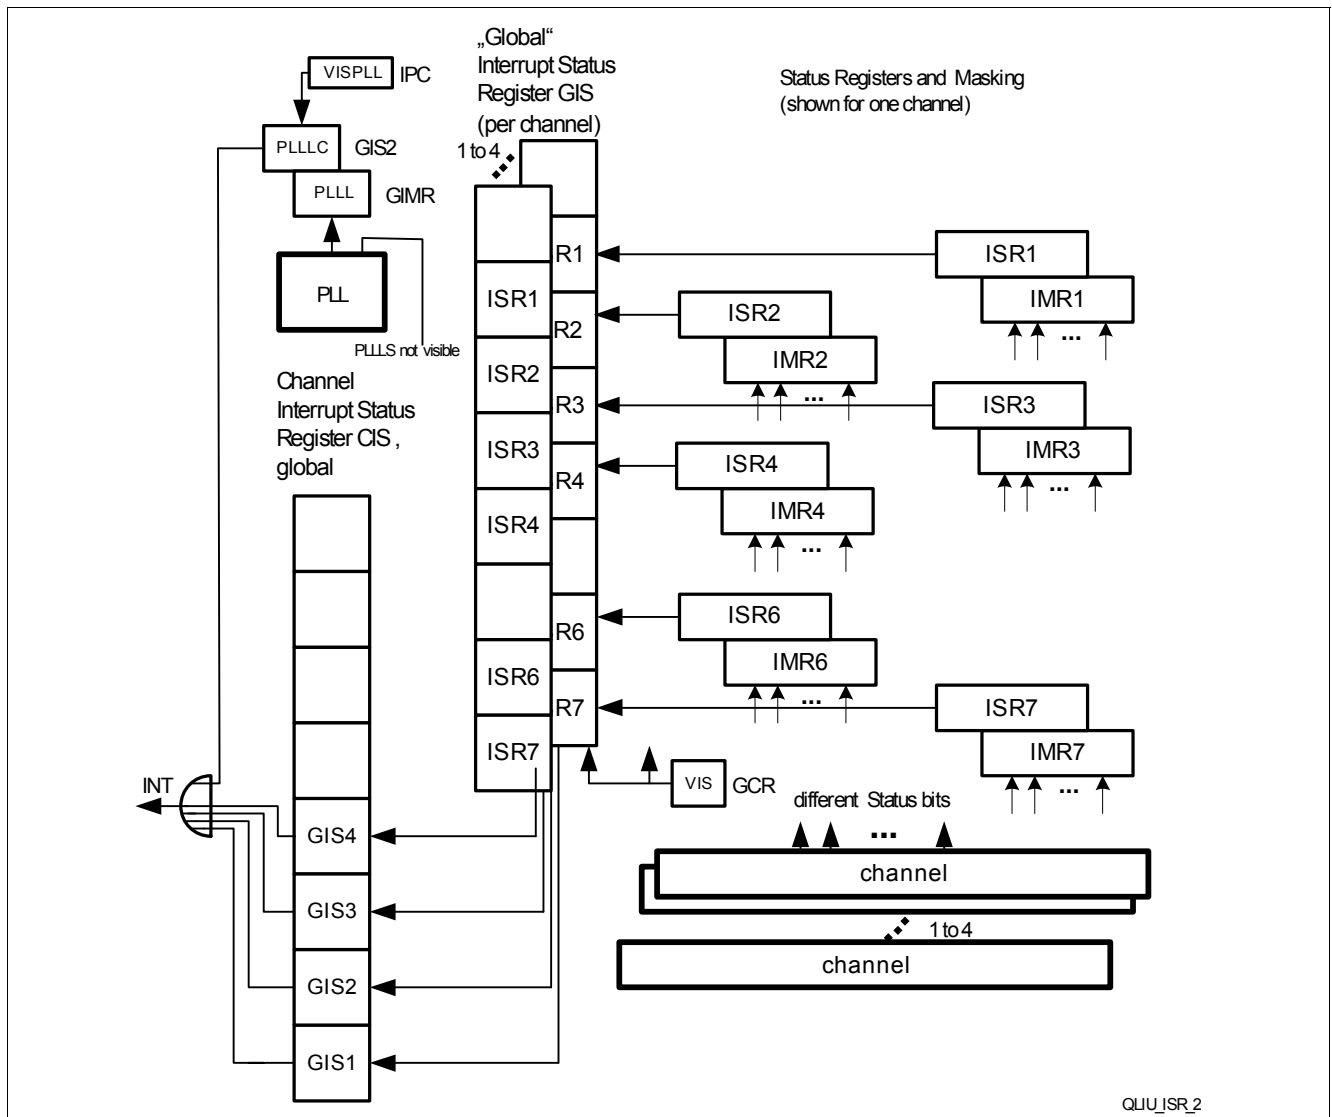 „Global“
Interrupt Status
Register GIS
(per channel)
1 to 4
Status Registers and Masking
(shown for one channel)
VISPLL
IPC
PLLLC
GIS2
PLLL
GIMR
PLL
PLLLS not visible
Channel
Interrupt Status
Register CIS ,
global
R1
R2
R3
R4
R6
R7
ISR1
ISR2
ISR3
ISR4
ISR6
ISR7
ISR1
IMR1
...
ISR2
IMR2
...
ISR3
IMR3
...
ISR4
IMR4
...
ISR6
IMR6
...
ISR7
IMR7
...
VIS
GCR
INT
GIS4
GIS3
GIS2
GIS1
different Status bits
...
channel
1 to 4
channel
QLIU_ISR_2